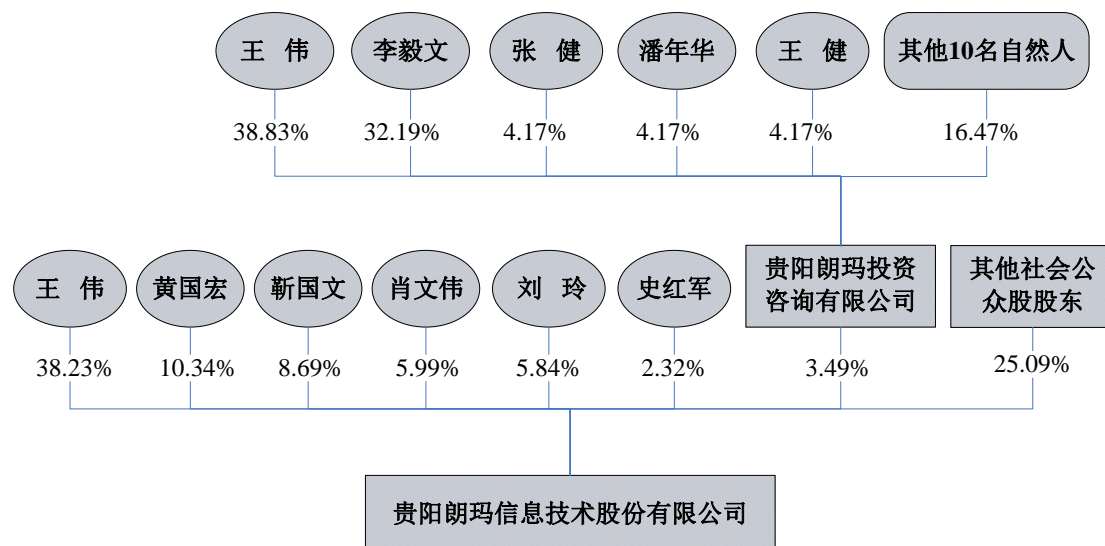 王 伟
李毅文
张 健
潘年华
王 健
其他10名自然人
38.83%
32.19%
4.17%
4.17%
4.17%
16.47%
王 伟
黄国宏
靳国文
肖文伟
刘 玲
史红军
贵阳朗玛投资
咨询有限公司
其他社会公
众股股东
38.23%
10.34%
8.69%
5.99%
5.84%
2.32%
3.49%
25.09%
贵阳朗玛信息技术股份有限公司